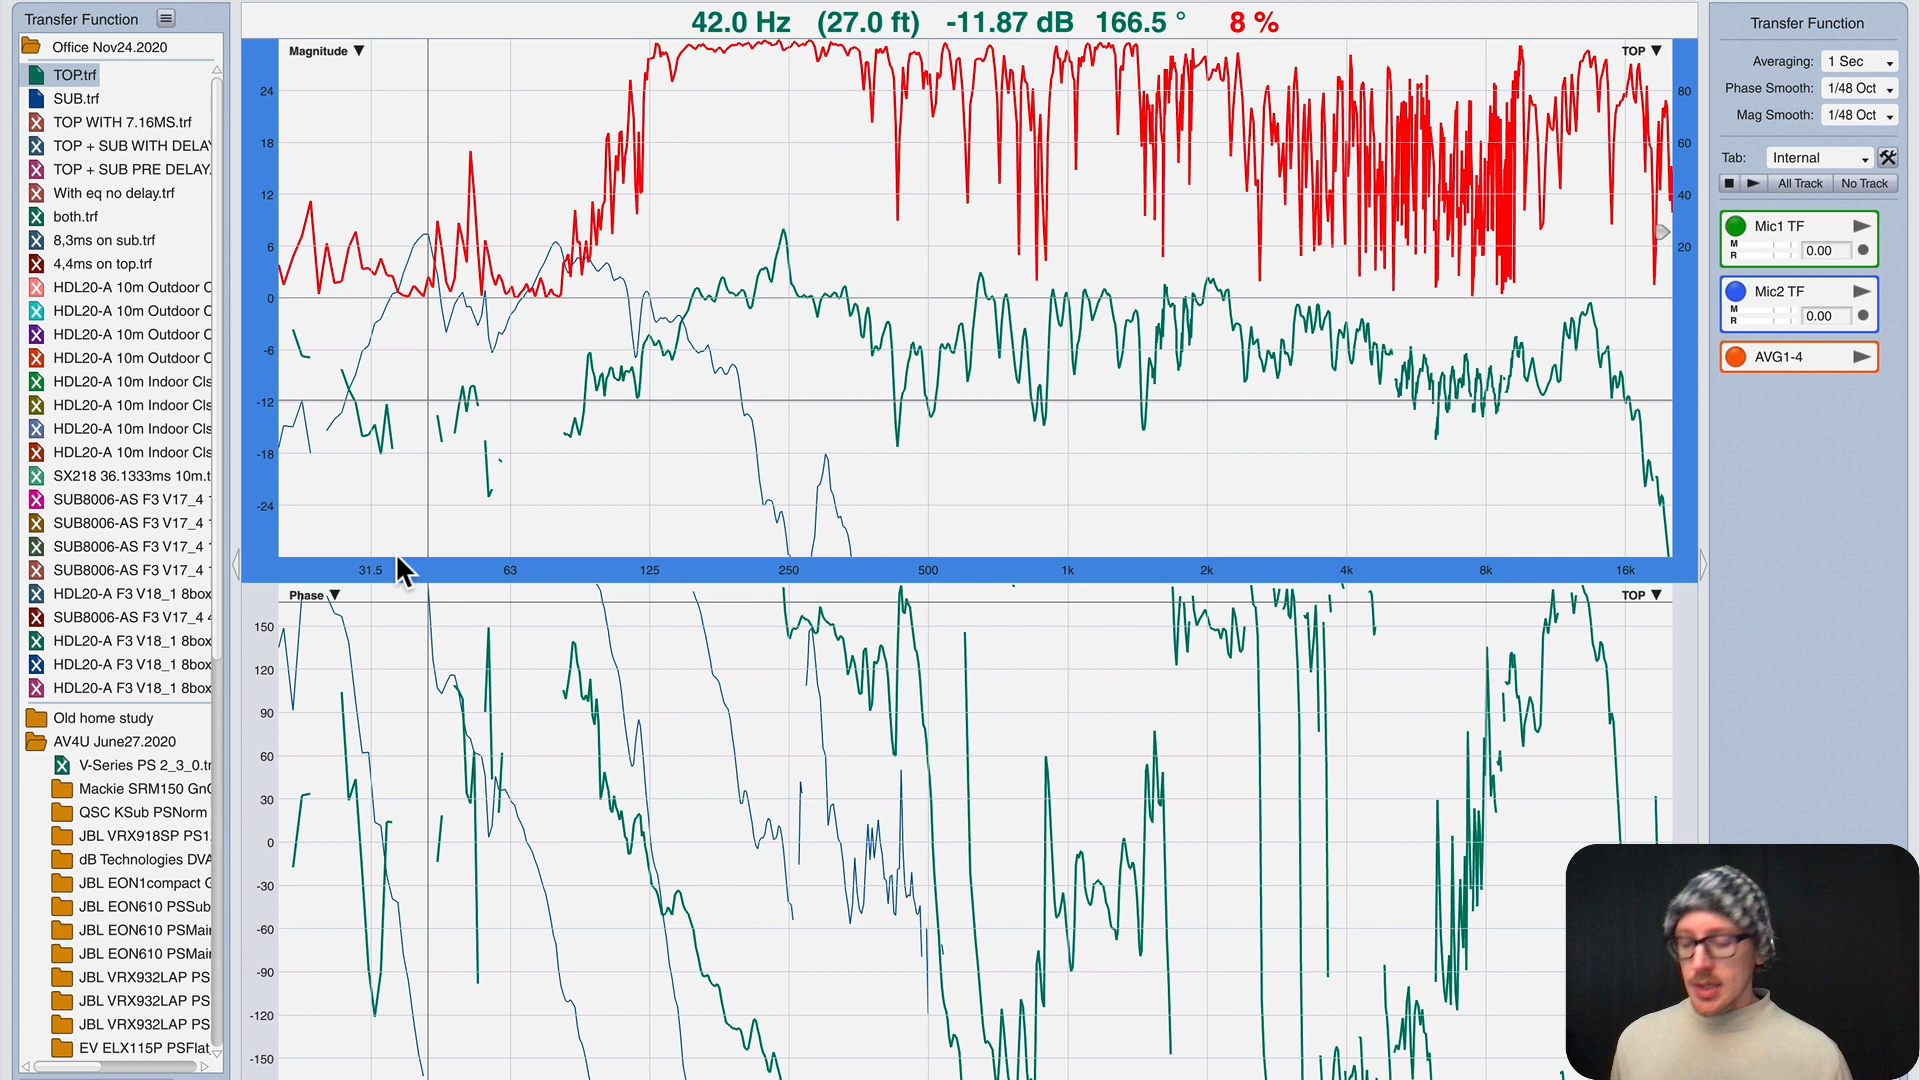 Transfer Function
Office Nov24.2020
TOP.trf
SUB.trf
TOP WITH 7.16MS.trf
TOP + SUB WITH DELAY
TOP + SUB PRE DELAY.
With eq no delay.trf
both.trf
8,3ms on sub.trf
4,4ms on top.trf
HDL20-A 10m Outdoor C
HDL20-A 10m Outdoor C
HDL20-A 10m Outdoor C
HDL20-A 10m Outdoor C
HDL20-A 10m Indoor Cls
HDL20-A 10m Indoor Cls
HDL20-A 10m Indoor Cls
HDL20-A 10m Indoor Cls
SX218 36.1333ms 10m.t
SUB8006-AS F3 V17_4
SUB8006-AS F3 V17_4
SUB8006-AS F3 V17_4
SUB8006-AS F3 V17_4
HDL20-A F3 V18_1 8box
SUB8006-AS F3 V17_4 4
HDL20-A F3 V18_1 8box
HDL20-A F3 V18_1 8box
HDL20-A F3 V18_1 8box
Old home study
AV4U June27.2020
V-Series PS 2_3_0.tr
Mackie SRM150 Gn
QSC KSub PSNorm
JBL VRX918SP PS1
dB Technologies DVA
JBL EON1compact G
JBL EON610 PSSub
JBL EON610 PSMai
JBL EON610 PSMai
JBL VRX932LAP PS
JBL VRX932LAP PS
JBL VRX932LAP PS
EV ELX115P PSFlat
42.0 Hz (27.0 ft) -11.87 dB 166.5 ° 8 %
Magnitude ▼ TOP ▼
24 80
18 60
12 40
6 20
0
-6
-12
-18
-24
31.5 63 125 250 500 1k 2k 4k 8k 16k
Phase ▼ TOP ▼
150
120
90
60
30
0
-30
-60
-90
-120
-150
Transfer Function
Averaging: 1 Sec
Phase Smooth: 1/48 Oct
Mag Smooth: 1/48 Oct
Tab: Internal
All Track No Track
Mic1 TF
M
R 0.00
Mic2 TF
M
R 0.00
AVG1-4